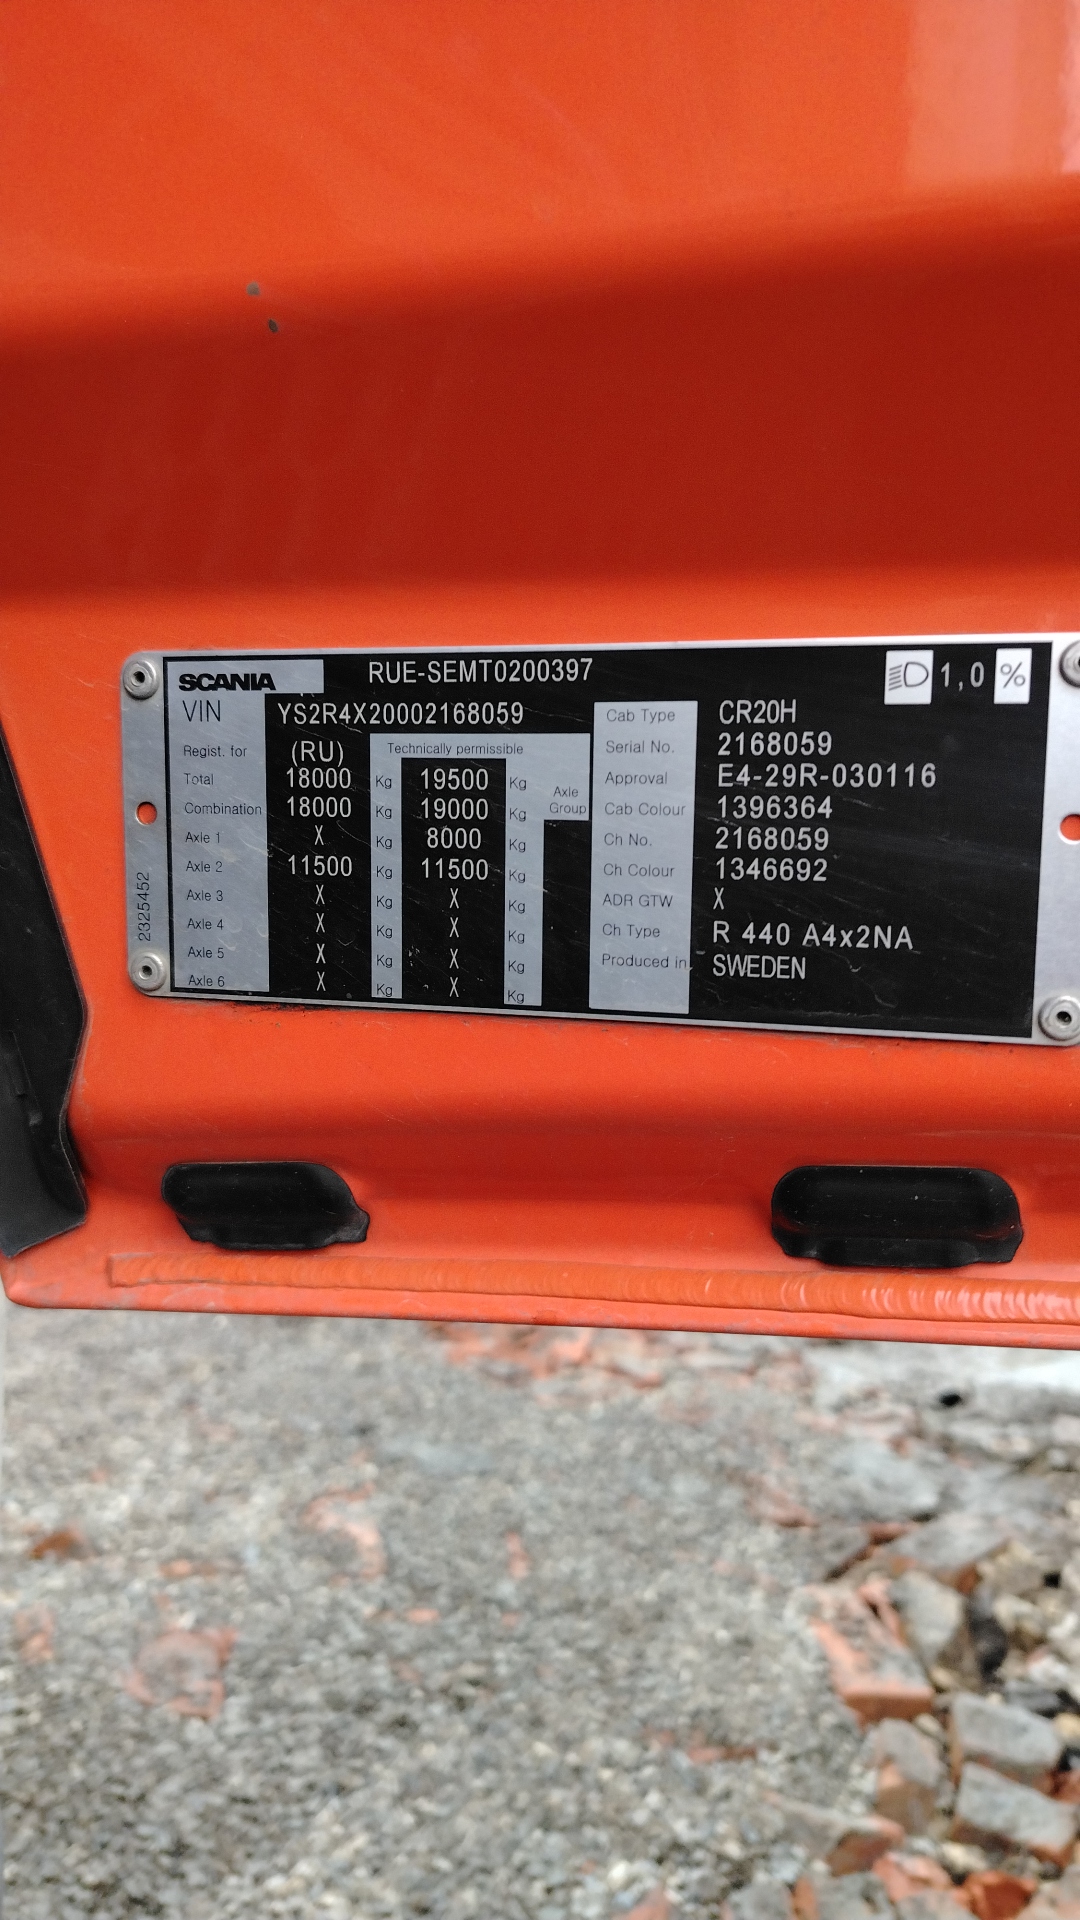 SCANIA RUE-SEMT0200397 1,0 %
VIN YS2R4X20002168059 Cab Type CR20H
Regist. for (RU) Technically permissible Serial No. 2168059
Total 18000 Kg 19500 Kg Axle Group Approval E4-29R-030116
Combination 18000 Kg 19000 Kg Cab Colour 1396364
Axle 1 X Kg 8000 Kg Ch No. 2168059
Axle 2 11500 Kg 11500 Kg Ch Colour 1346692
Axle 3 X Kg X Kg ADR GTW X
Axle 4 X Kg X Kg Ch Type R 440 A4x2NA
Axle 5 X Kg X Kg Produced in SWEDEN
Axle 6 X Kg X Kg
2325452